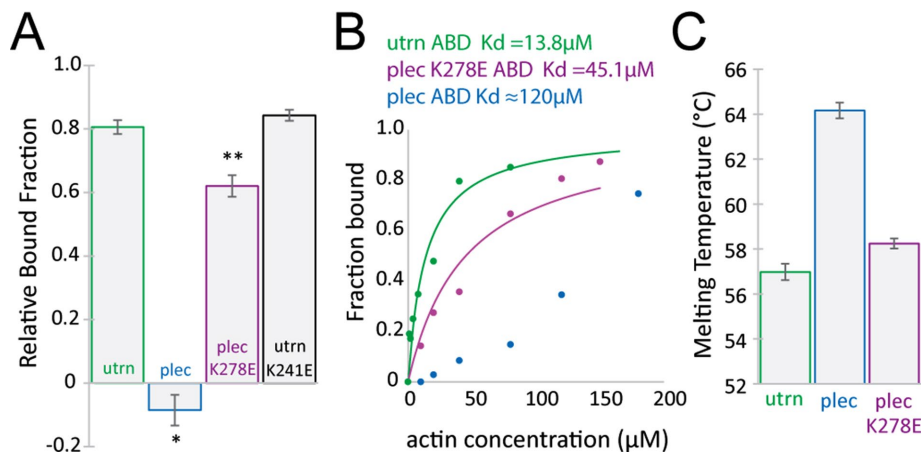 A
Relative Bound Fraction
1.0
0.8
0.6
0.4
0.2
0
-0.2
utrn
plec
*
**
plec
K278E
utrn
K241E
B
utrn ABD Kd =13.8µM
plec K278E ABD Kd =45.1µM
plec ABD Kd ≈120µM
Fraction bound
1.0
0.8
0.6
0.4
0.2
0
0
50
100
150
200
actin concentration (µM)
C
Melting Temperature (°C)
66
64
62
60
58
56
54
52
utrn
plec
plec
K278E